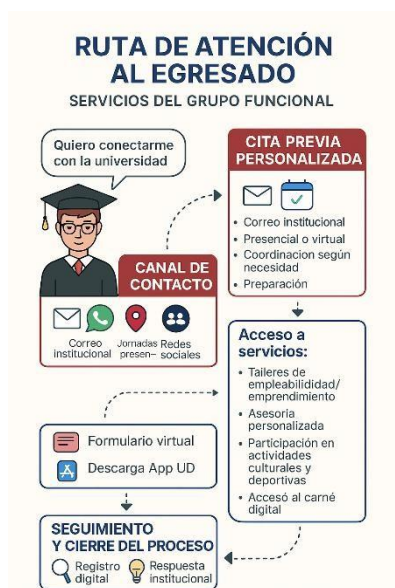 RUTA DE ATENCIÓN
AL EGRESADO
SERVICIOS DEL GRUPO FUNCIONAL
Quiero conectarme
con la universidad
CANAL DE
CONTACTO
Correo
institucional
Jornadas
presen–
Redes
sociales
CITA PREVIA
PERSONALIZADA
• Correo institucional
• Presencial o virtual
• Coordinacion según
necesidad
• Preparación
Acceso a
servicios:
• Taileres de
empleabilididad/
emprendimiento
• Asesoría
personalizada
• Participación en
actividades
culturales y
deportivas
• Accesó al carné
digital
Formulario virtual
Descarga App UD
SEGUIMIENTO
Y CIERRE DEL PROCESO
Registro
digital
Respuesta
institucional